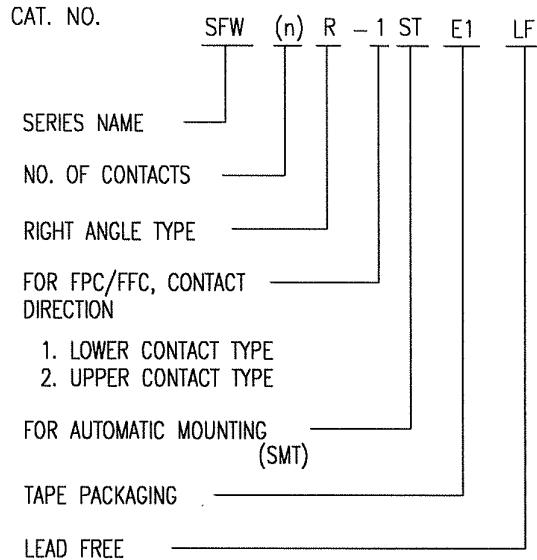 CAT. NO.
SFW (n) R - 1 ST E1 LF
SERIES NAME
NO. OF CONTACTS
RIGHT ANGLE TYPE
FOR FPC/FFC, CONTACT
DIRECTION
1. LOWER CONTACT TYPE
2. UPPER CONTACT TYPE
FOR AUTOMATIC MOUNTING
(SMT)
TAPE PACKAGING
LEAD FREE